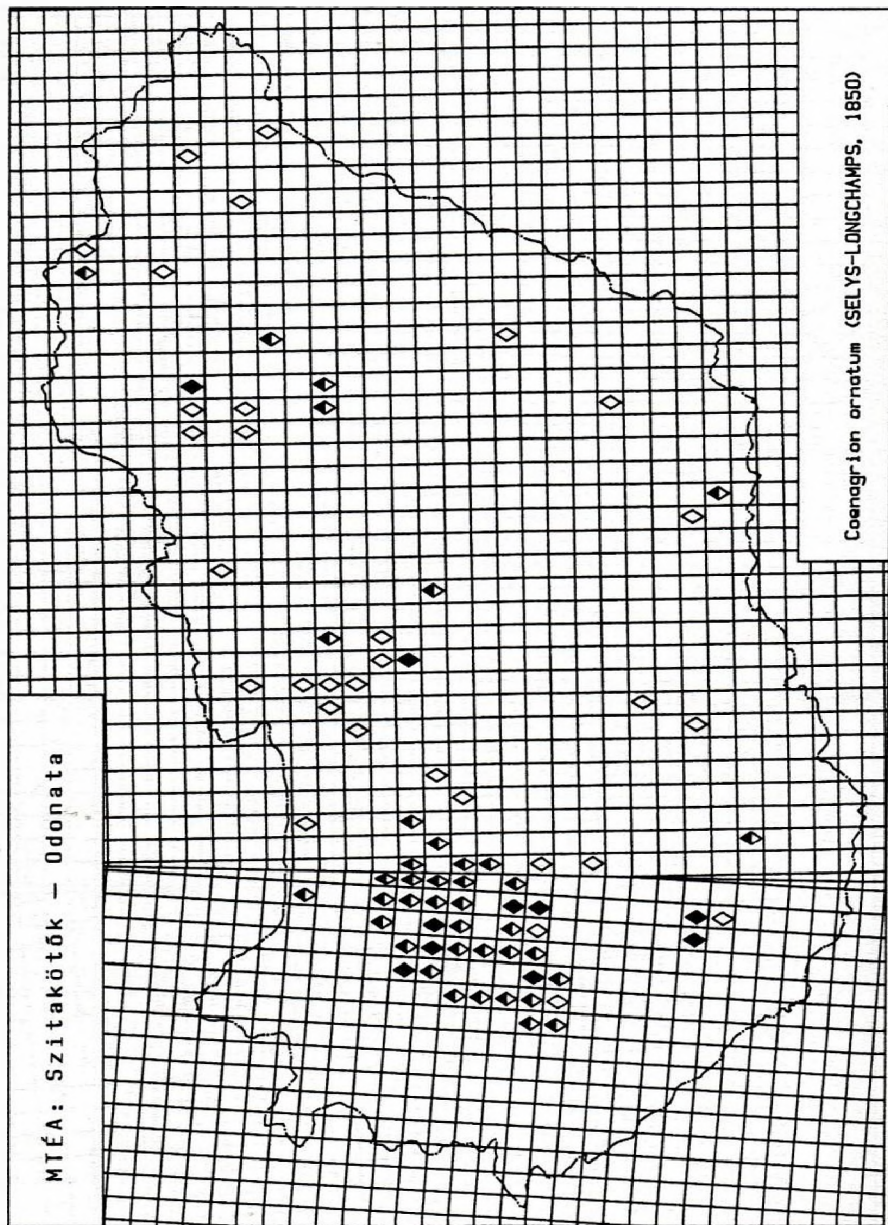 MTÉA: Szitakötők — Odonata
Coenagrion ornatum (SELYS-LONGCHAMPS, 1850)